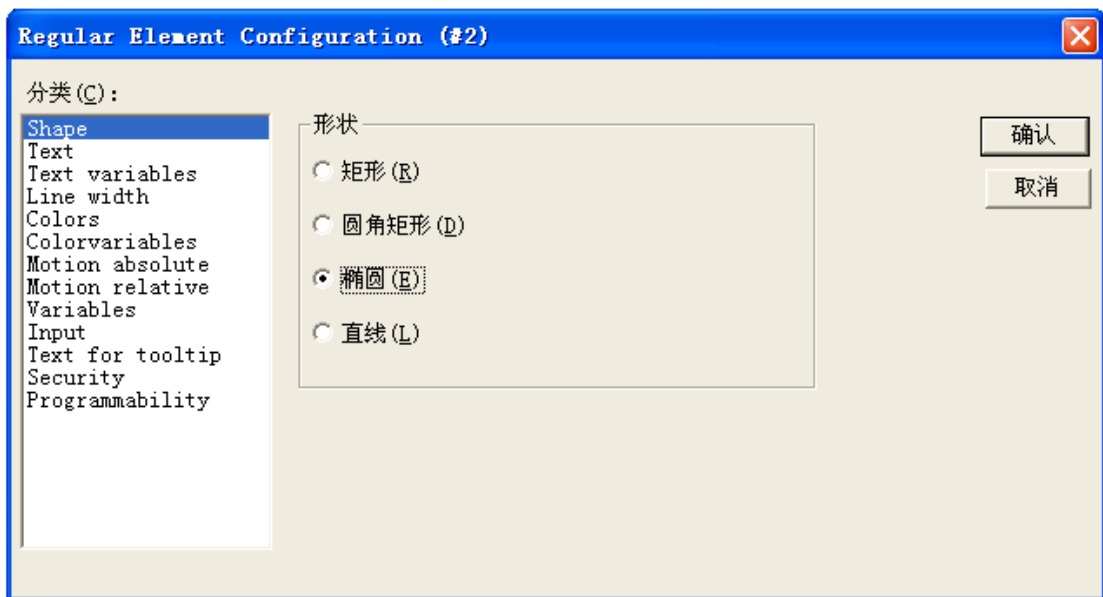 Regular Element Configuration (#2)
分类(C):
Shape
Text
Text variables
Line width
Colors
Colorvariables
Motion absolute
Motion relative
Variables
Input
Text for tooltip
Security
Programmability
形状
矩形(R)
圆角矩形(D)
椭圆(E)
直线(L)
确认
取消